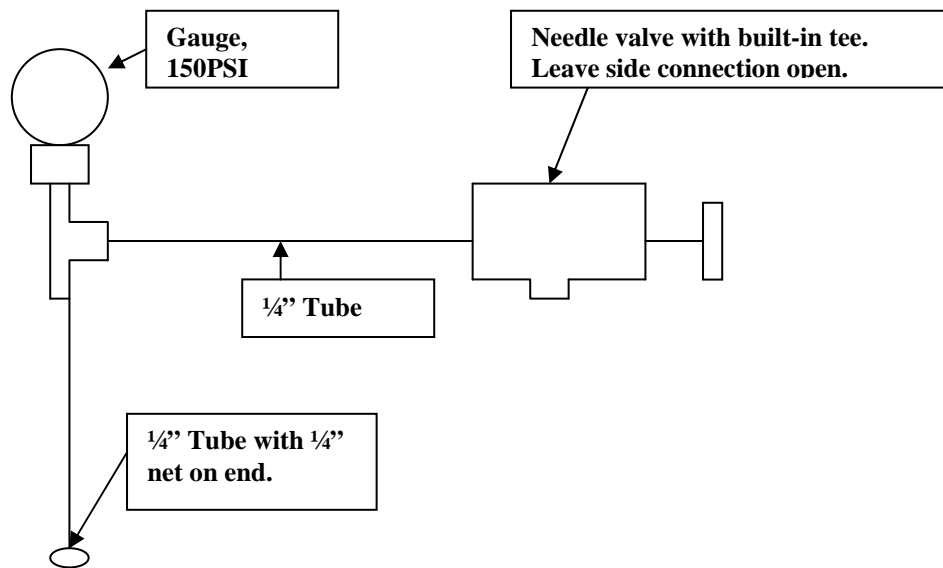 Gauge,
150PSI
Needle valve with built-in tee.
Leave side connection open.
¼” Tube
¼” Tube with ¼”
net on end.